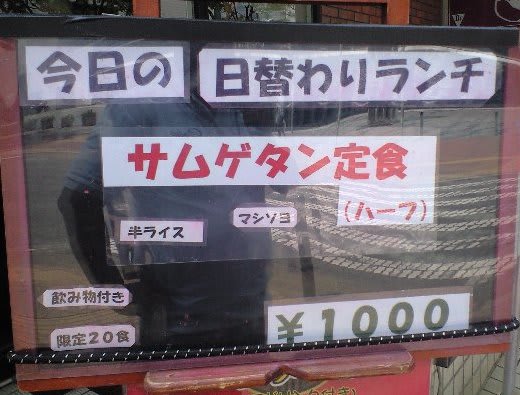 今日の 日替わりランチ
サムゲタン定食
(ハーフ)
マシソヨ
半ライス
飲み物付き
限定20食
¥1000